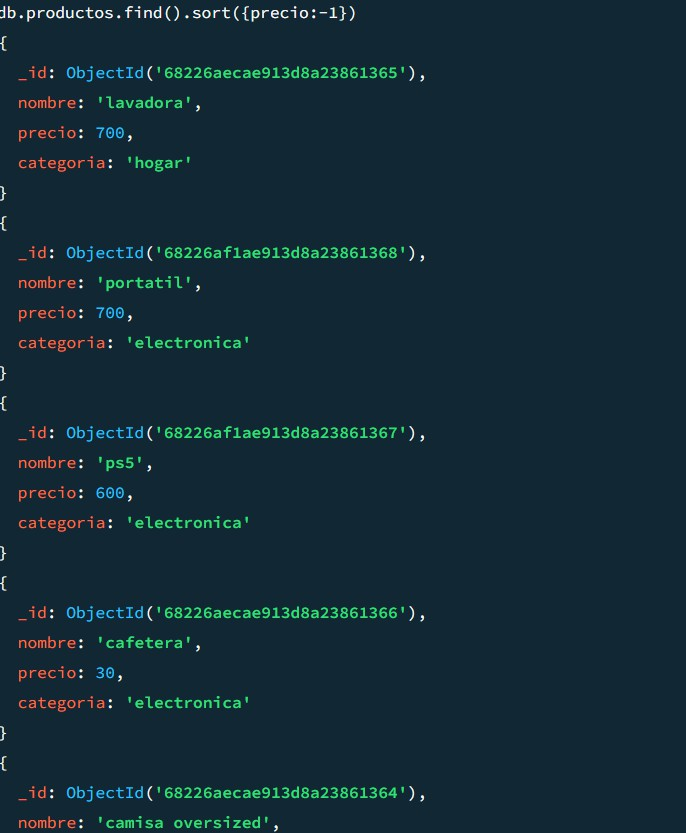 db.productos.find().sort({precio:-1})
{
_id: ObjectId('68226aecae913d8a23861365'),
nombre: 'lavadora',
precio: 700,
categoria: 'hogar'
}
{
_id: ObjectId('68226af1ae913d8a23861368'),
nombre: 'portatil',
precio: 700,
categoria: 'electronica'
}
{
_id: ObjectId('68226af1ae913d8a23861367'),
nombre: 'ps5',
precio: 600,
categoria: 'electronica'
}
{
_id: ObjectId('68226aecae913d8a23861366'),
nombre: 'cafetera',
precio: 30,
categoria: 'electronica'
}
{
_id: ObjectId('68226aecae913d8a23861364'),
nombre: 'camisa oversized',